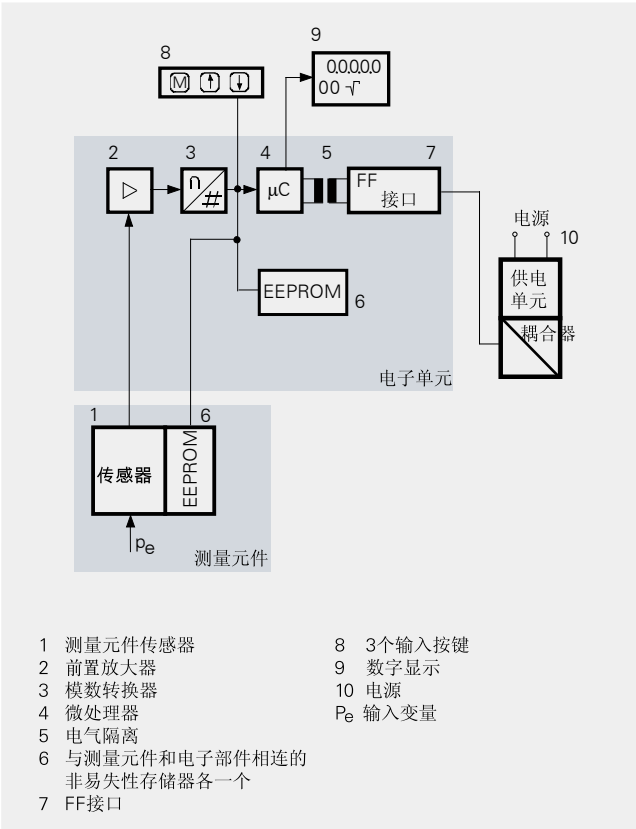 8
9
M
0.0.0.0.0
00
2
3
4
5
7
n
#
µC
FF
接口
电源
10
EEPROM
6
供电
单元
耦合器
电子单元
1
6
传感器
EEPROM
pe
测量元件
1 测量元件传感器
2 前置放大器
3 模数转换器
4 微处理器
5 电气隔离
6 与测量元件和电子部件相连的
非易失性存储器各一个
7 FF接口
8 3个输入按键
9 数字显示
10 电源
Pe 输入变量